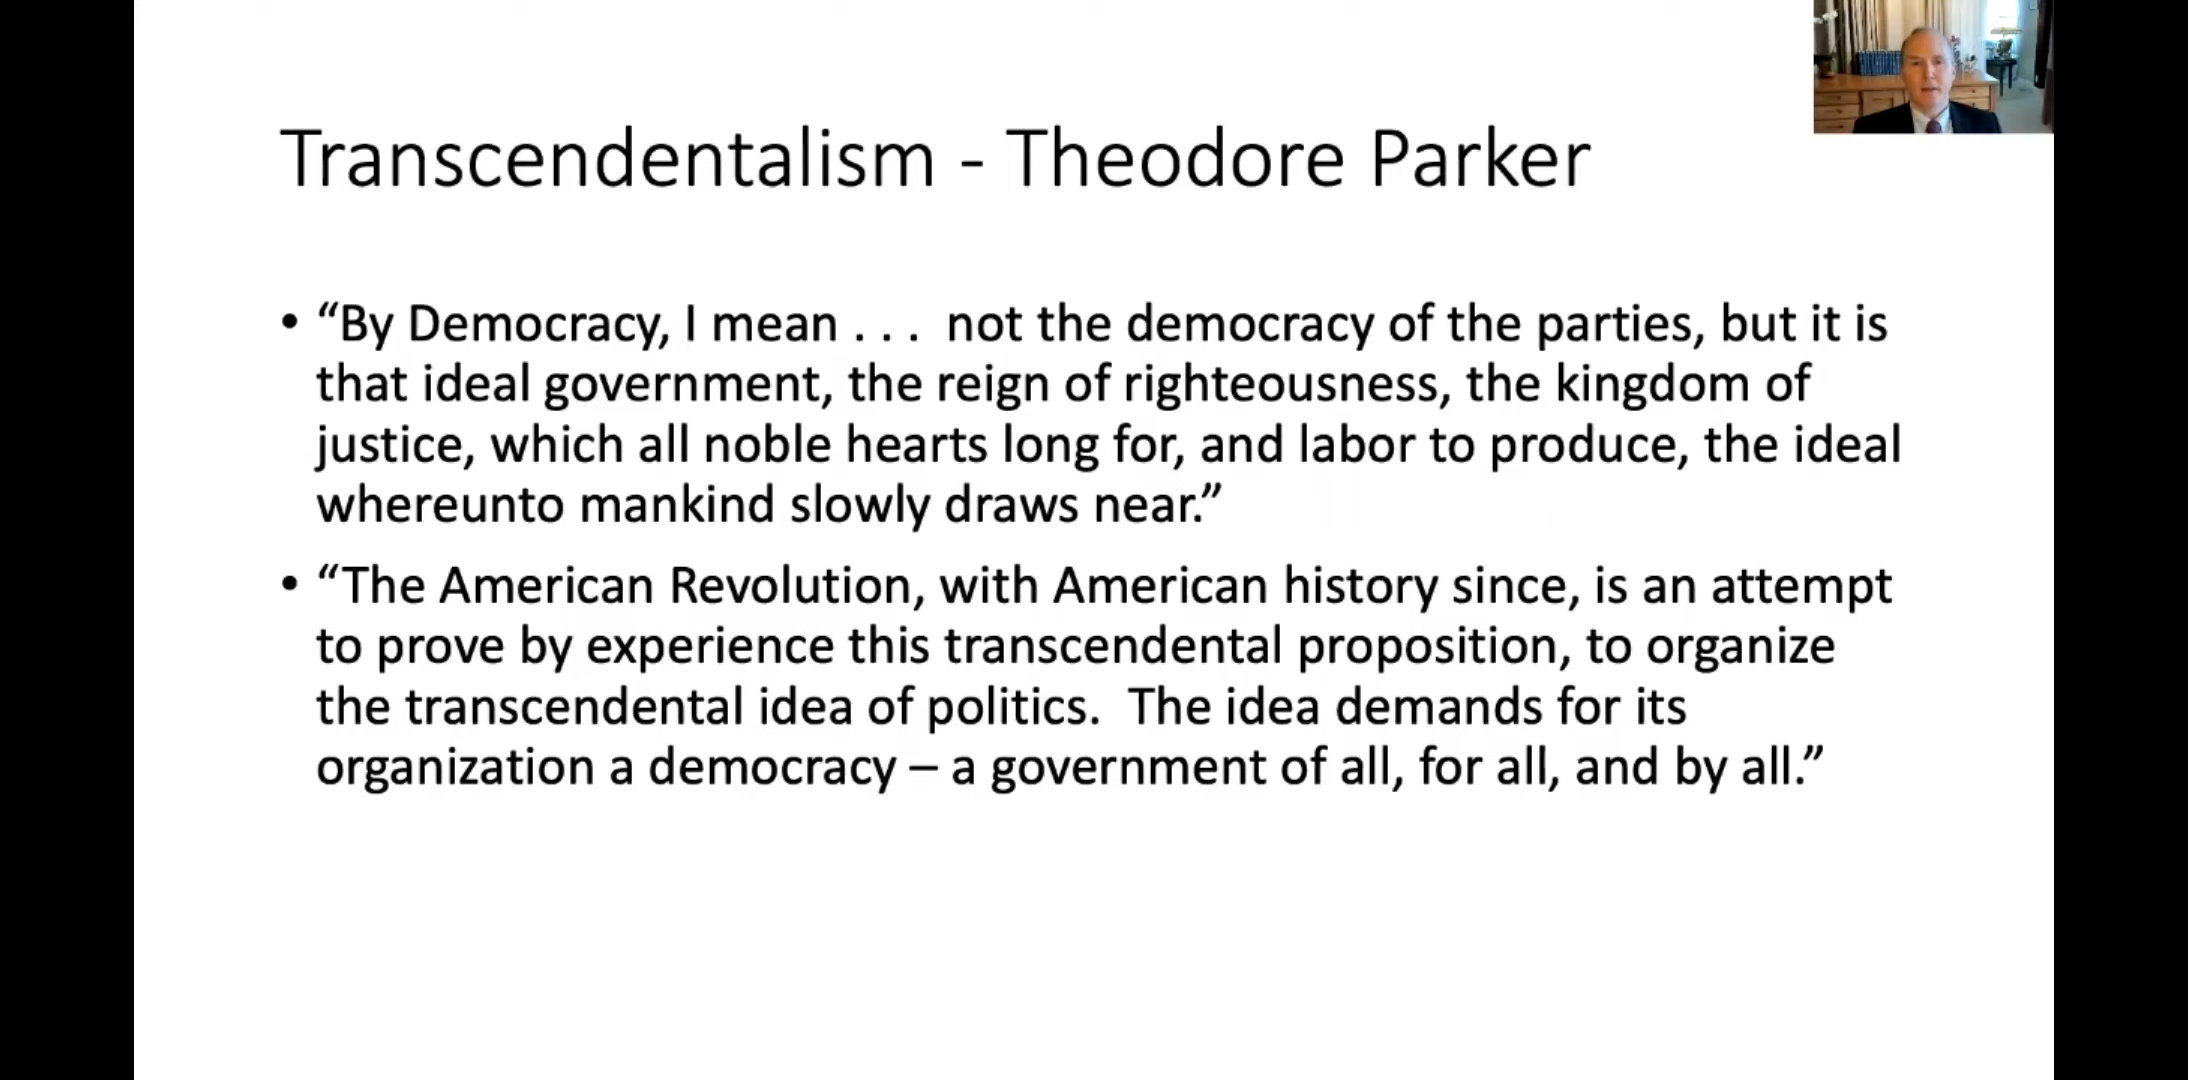 Transcendentalism - Theodore Parker
• “By Democracy, I mean . . .  not the democracy of the parties, but it is
that ideal government, the reign of righteousness, the kingdom of
justice, which all noble hearts long for, and labor to produce, the ideal
whereunto mankind slowly draws near.”
• “The American Revolution, with American history since, is an attempt
to prove by experience this transcendental proposition, to organize
the transcendental idea of politics.  The idea demands for its
organization a democracy – a government of all, for all, and by all.”